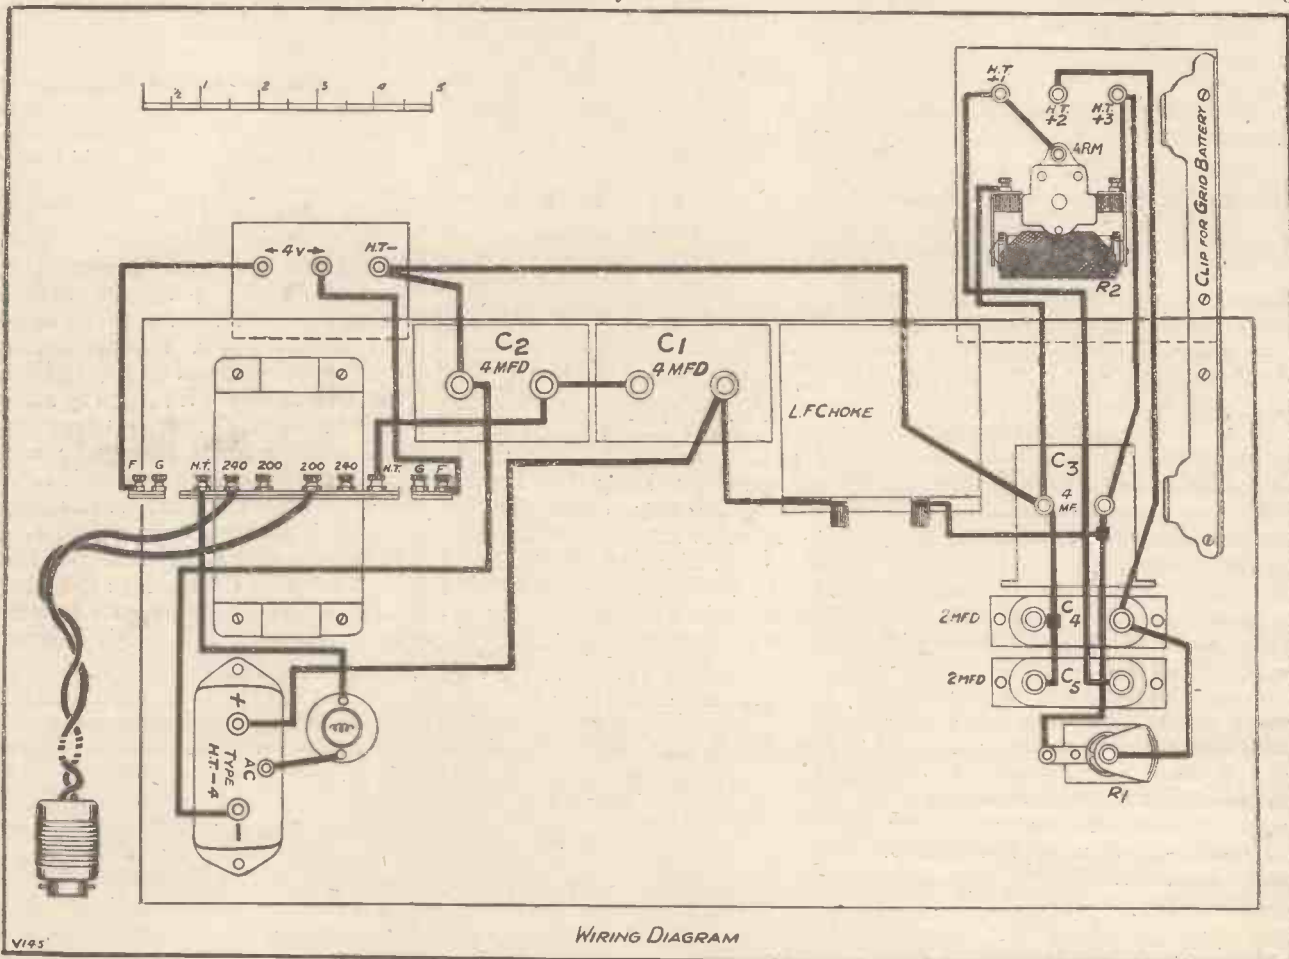 ½ 1 2 3 4 5
H.T. +1
H.T. +2
H.T. +3
ARM
R2
CLIP FOR GRID BATTERY
←4V→
H.T-
C2
4 MFD
C1
4 MFD
L.F CHOKE
F G H.T. 240 200 200 240 H.T. G F
C3
4 MF.
2MFD
C4
2MFD
C5
R1
+
AC
TYPE
H.T.-4
-
WIRING DIAGRAM
V145